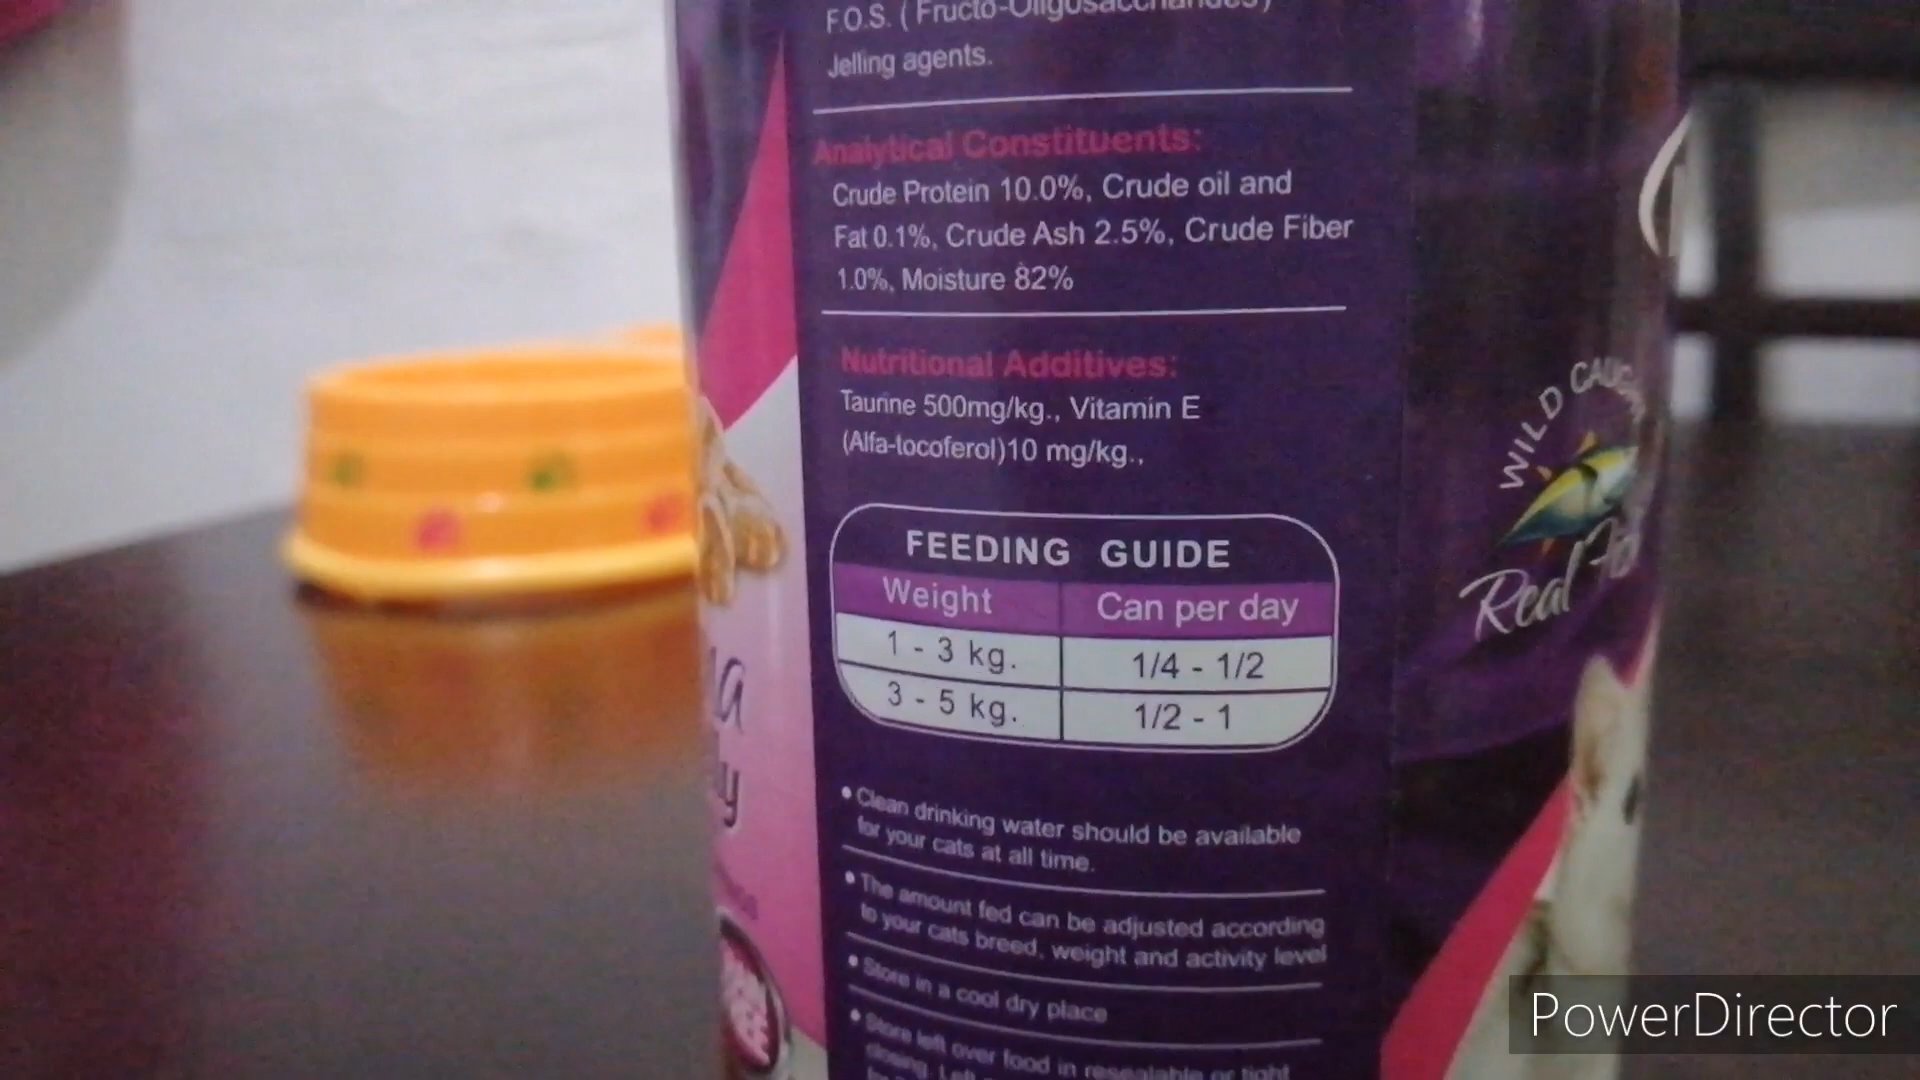 F.O.S. (Fructo-Oligosaccharides)
Jelling agents.
Analytical Constituents:
Crude Protein 10.0%, Crude oil and
Fat 0.1%, Crude Ash 2.5%, Crude Fiber
1.0%, Moisture 82%
Nutritional Additives:
Taurine 500mg/kg., Vitamin E
(Alfa-tocoferol)10 mg/kg.,
FEEDING GUIDE
Weight Can per day
1 - 3 kg. 1/4 - 1/2
3 - 5 kg. 1/2 - 1
• Clean drinking water should be available
for your cats at all time.
• The amount fed can be adjusted according
to your cats breed, weight and activity level
• Store in a cool dry place
• Store left over food in resealable or tight
closing. Left
WILD
Real
PowerDirector